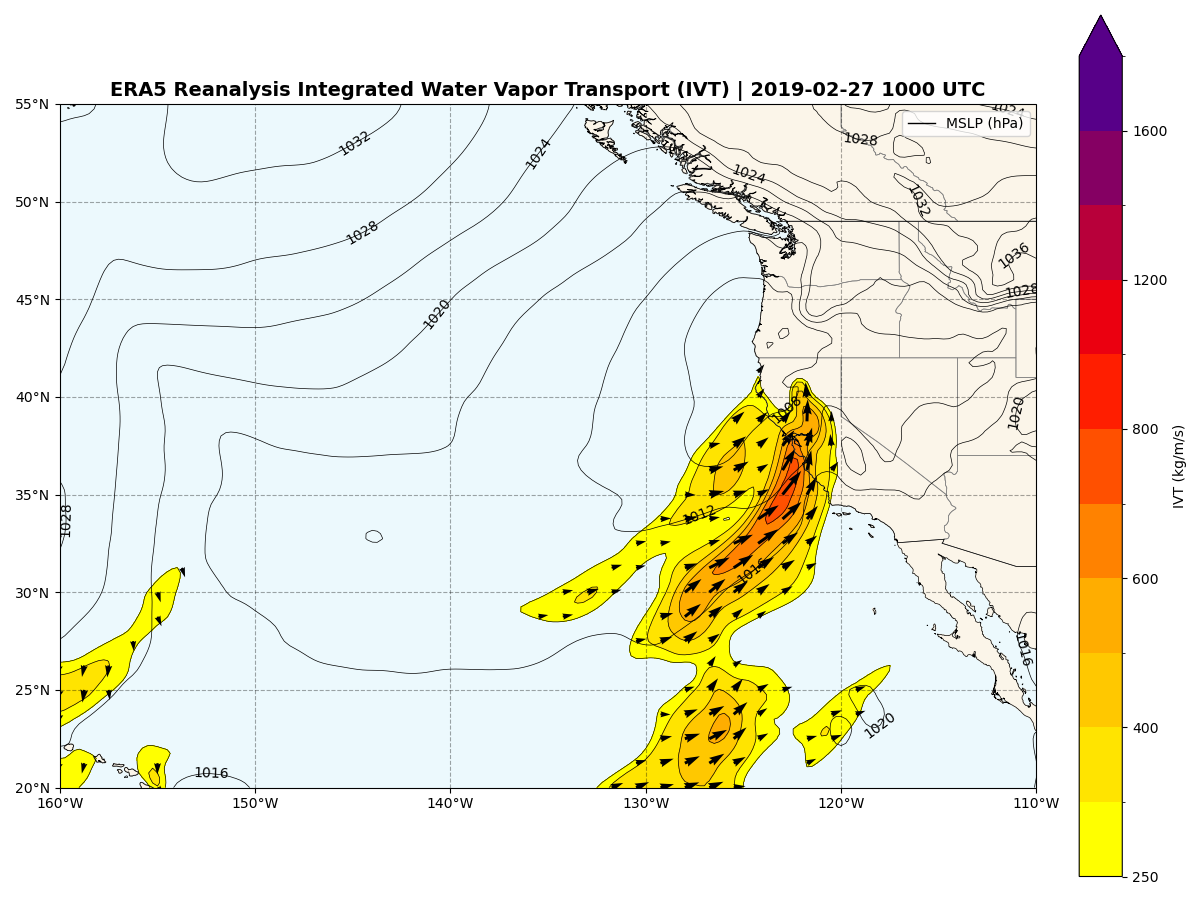 ERA5 Reanalysis Integrated Water Vapor Transport (IVT) | 2019-02-27 1000 UTC
MSLP (hPa)
55°N
50°N
45°N
40°N
35°N
30°N
25°N
20°N
160°W
150°W
140°W
130°W
120°W
110°W
1032
1024
1028
1024
1028
1024
1032
1028
1036
1028
1020
1008
1020
1012
1028
1016
1016
1020
1016
1600
1200
800
600
400
250
IVT (kg/m/s)